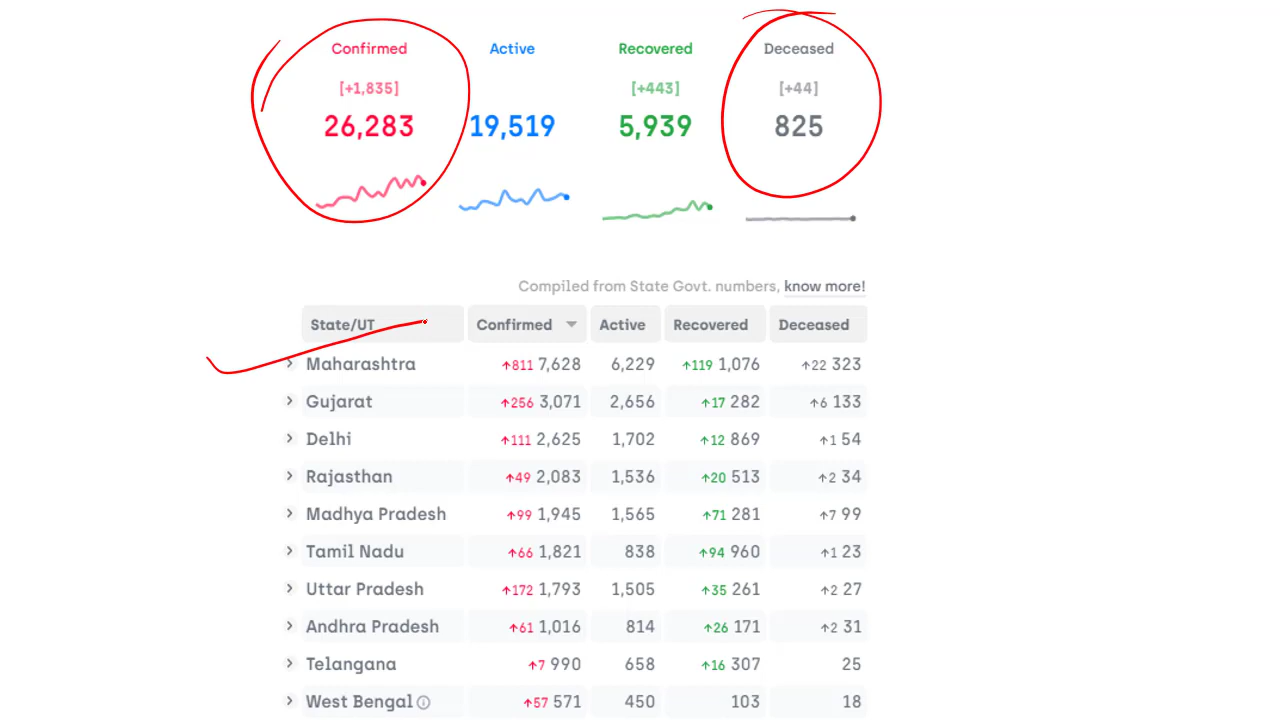 Confirmed Active Recovered Deceased
[+1,835] [+443] [+44]
26,283 19,519 5,939 825
Compiled from State Govt. numbers, know more!
State/UT Confirmed Active Recovered Deceased
Maharashtra ↑811 7,628 6,229 ↑119 1,076 ↑22 323
Gujarat ↑256 3,071 2,656 ↑17 282 ↑6 133
Delhi ↑111 2,625 1,702 ↑12 869 ↑1 54
Rajasthan ↑49 2,083 1,536 ↑20 513 ↑2 34
Madhya Pradesh ↑99 1,945 1,565 ↑71 281 ↑7 99
Tamil Nadu ↑66 1,821 838 ↑94 960 ↑1 23
Uttar Pradesh ↑172 1,793 1,505 ↑35 261 ↑2 27
Andhra Pradesh ↑61 1,016 814 ↑26 171 ↑2 31
Telangana ↑7 990 658 ↑16 307 25
West Bengal ↑57 571 450 103 18